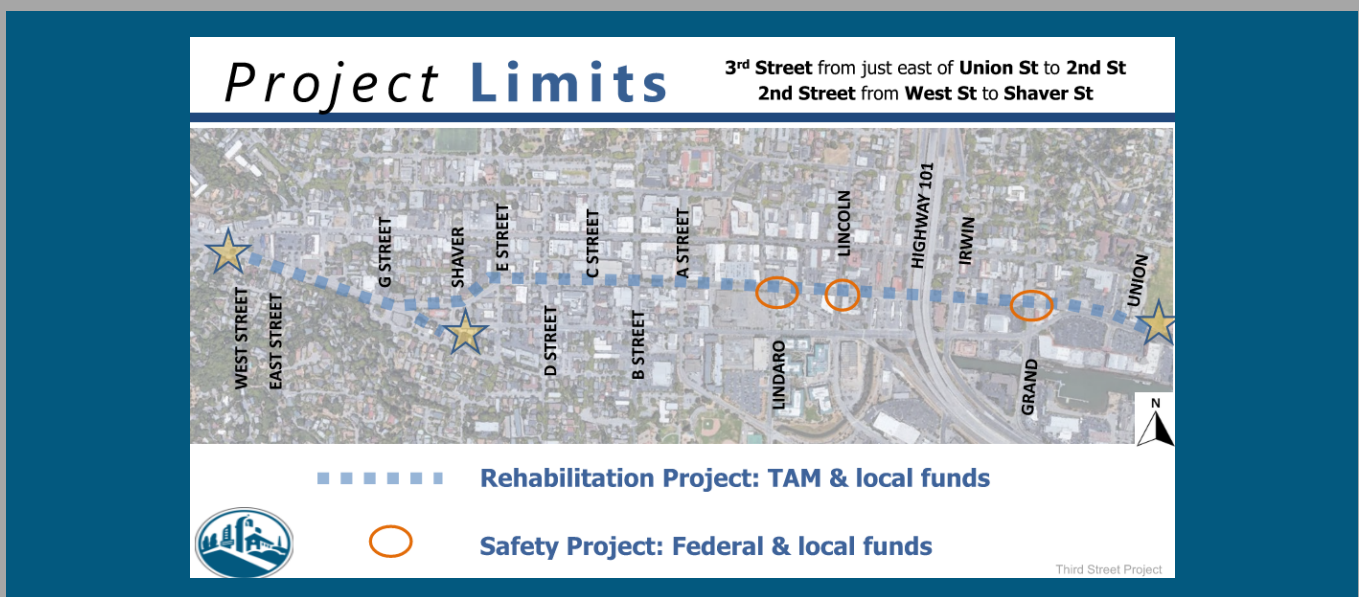 Project Limits
3rd Street from just east of Union St to 2nd St
2nd Street from West St to Shaver St
WEST STREET
EAST STREET
G STREET
SHAVER
E STREET
D STREET
C STREET
B STREET
A STREET
LINDARO
LINCOLN
HIGHWAY 101
IRWIN
GRAND
UNION
N
Rehabilitation Project: TAM & local funds
Safety Project: Federal & local funds
Third Street Project